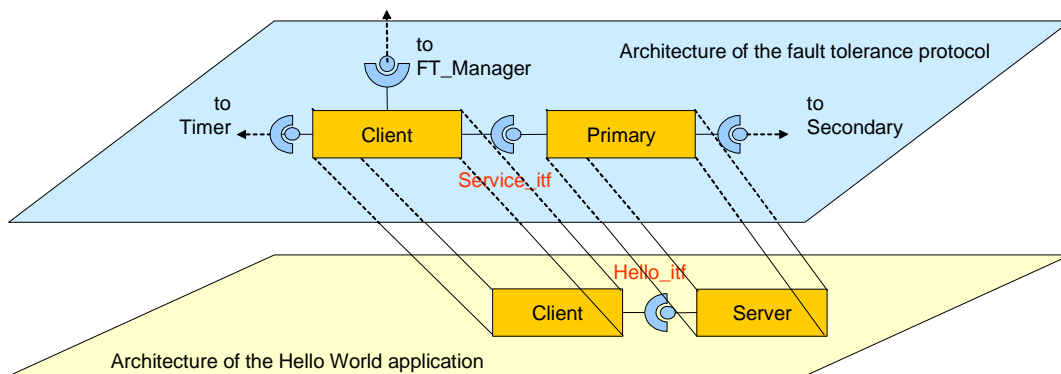 to
FT_Manager
Architecture of the fault tolerance protocol
to
Timer
Client
Primary
to
Secondary
Service_itf
Hello_itf
Client
Server
Architecture of the Hello World application